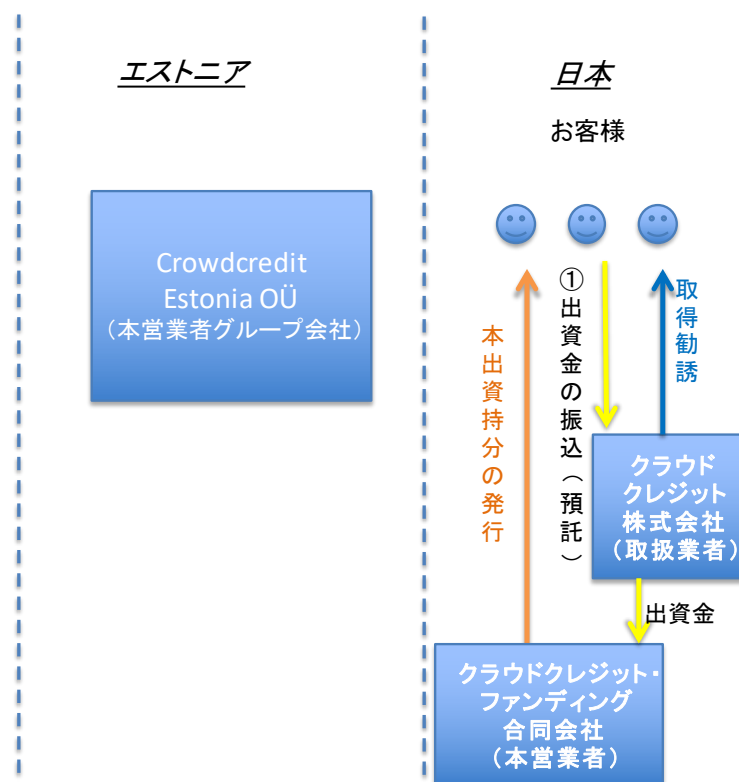 エストニア
日本
お客様
Crowdcredit
Estonia OÜ
(本営業者グループ会社)
本出資持分の発行
①出資金の振込(預託)
取得勧誘
クラウド
クレジット
株式会社
(取扱業者)
出資金
クラウドクレジット・
ファンディング
合同会社
(本営業者)